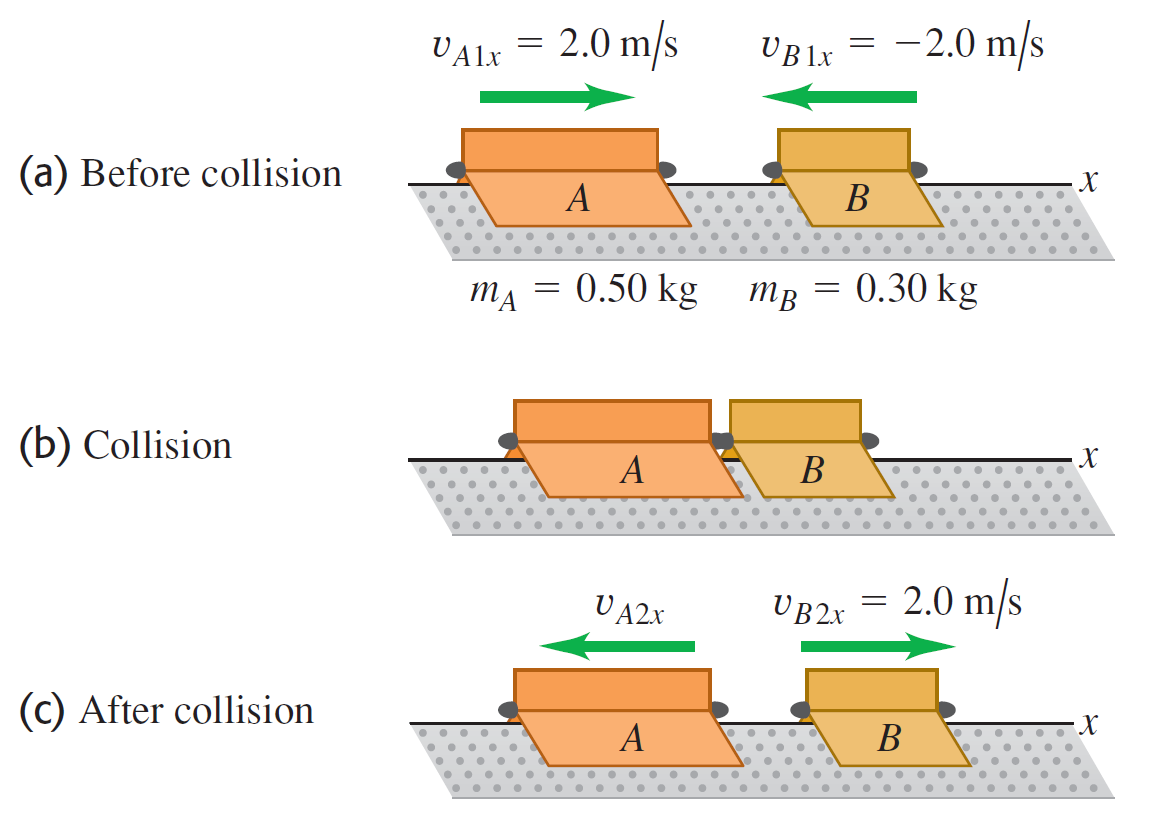 v_{A1x} = 2.0 m/s v_{B1x} = −2.0 m/s
(a) Before collision
A B x
m_A = 0.50 kg m_B = 0.30 kg
(b) Collision
A B x
v_{A2x} v_{B2x} = 2.0 m/s
(c) After collision
A B x